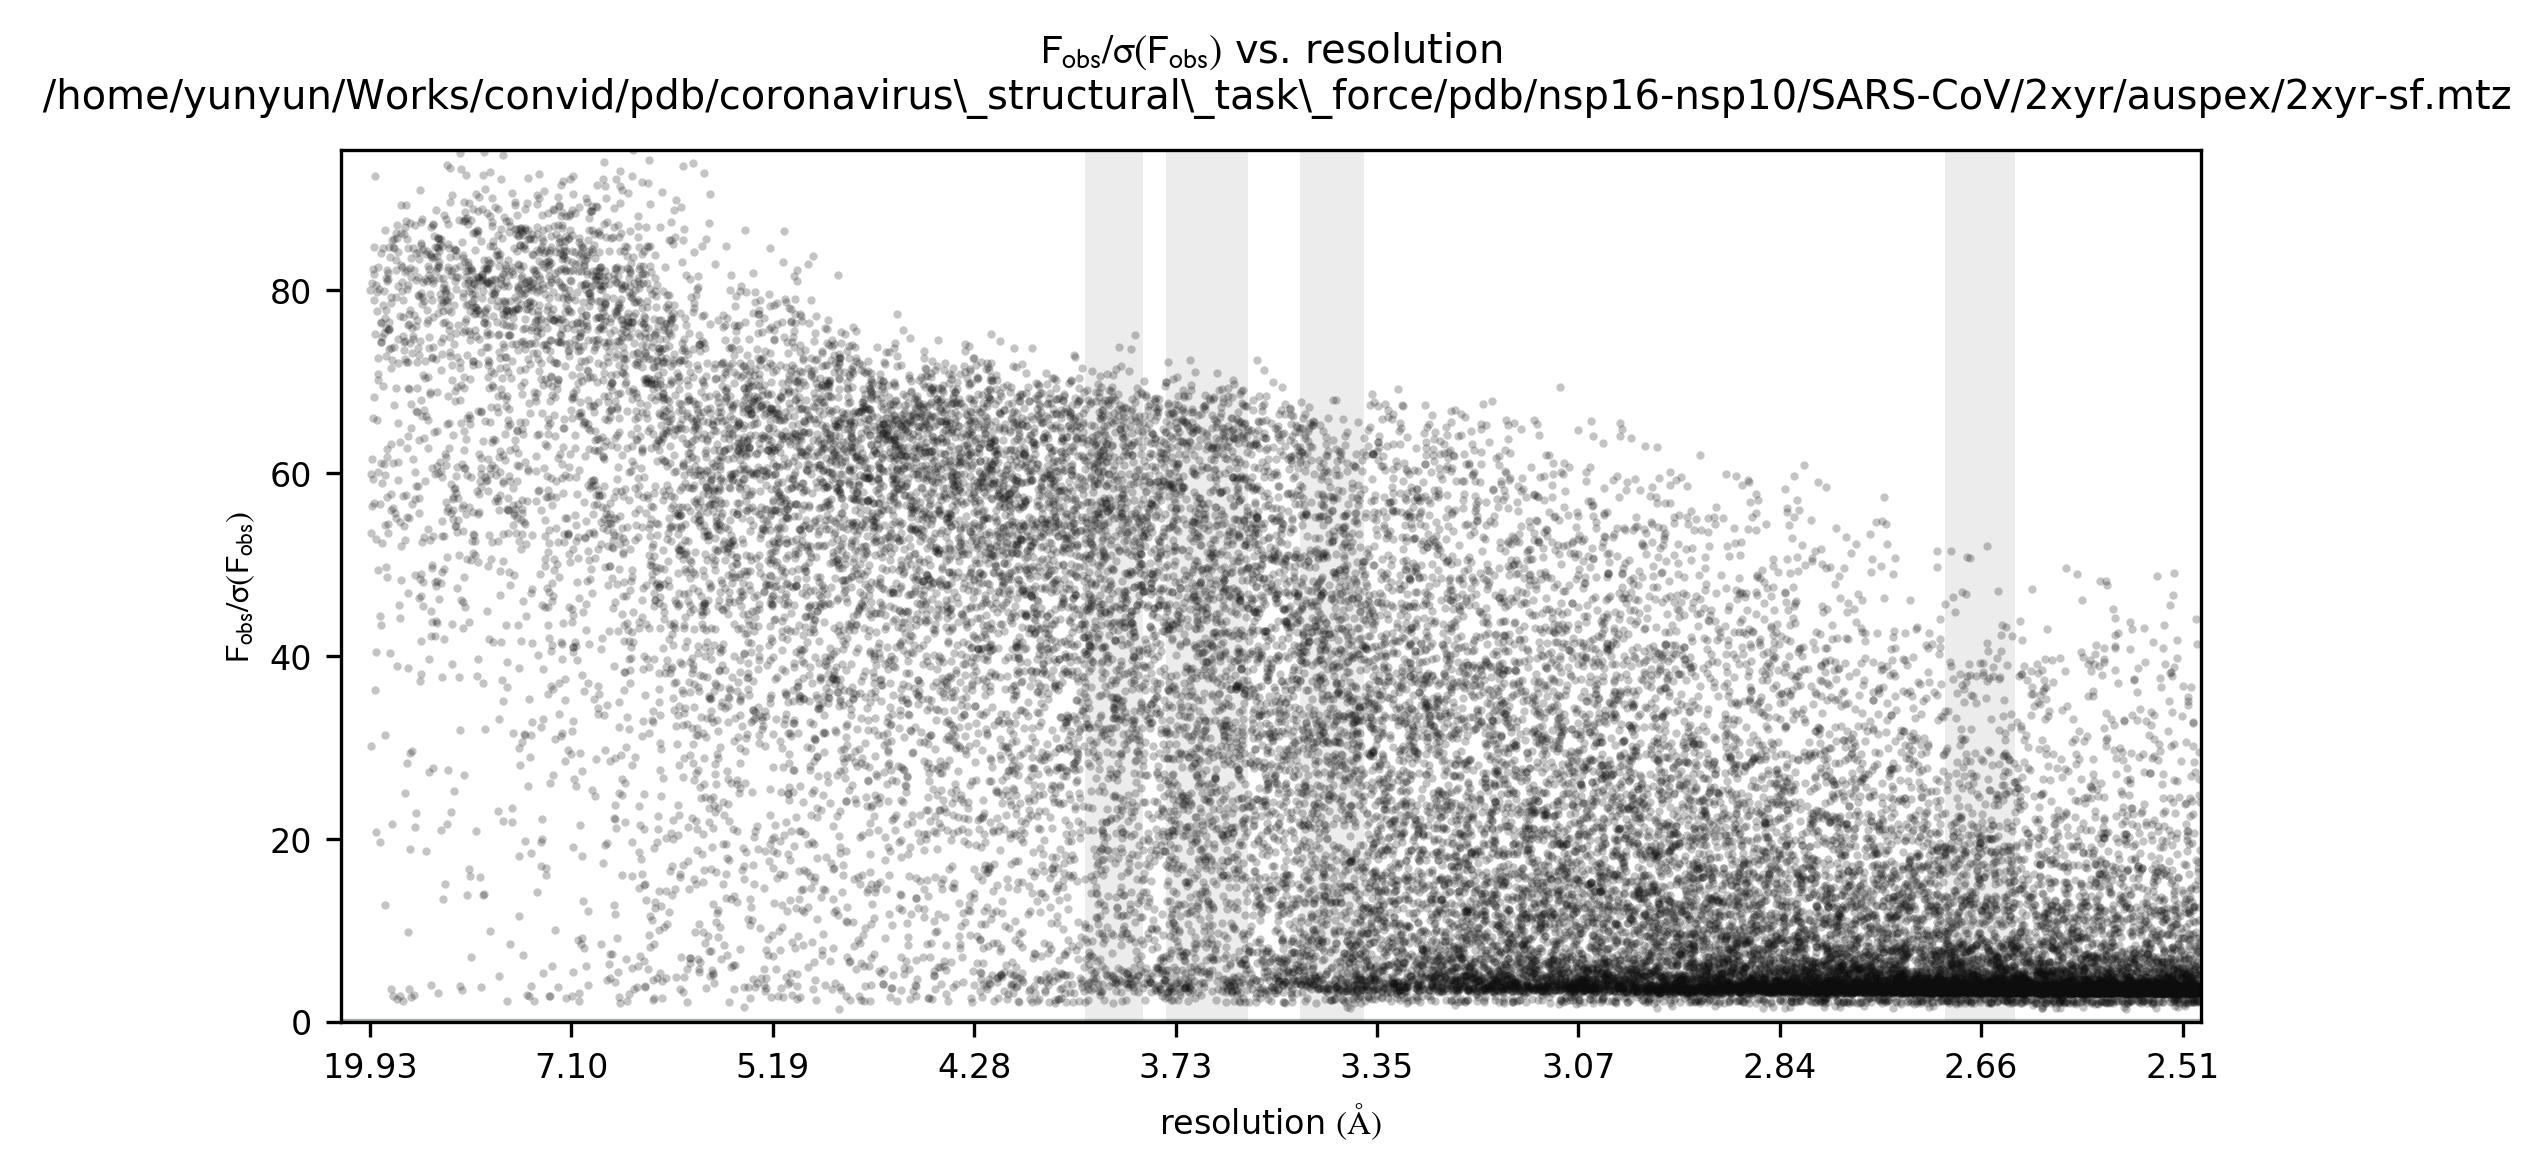 Fobs/σ(Fobs) vs. resolution
/home/yunyun/Works/convid/pdb/coronavirus\_structural\_task\_force/pdb/nsp16-nsp10/SARS-CoV/2xyr/auspex/2xyr-sf.mtz
Fobs/σ(Fobs)
80
60
40
20
0
19.93 7.10 5.19 4.28 3.73 3.35 3.07 2.84 2.66 2.51
resolution (Å)